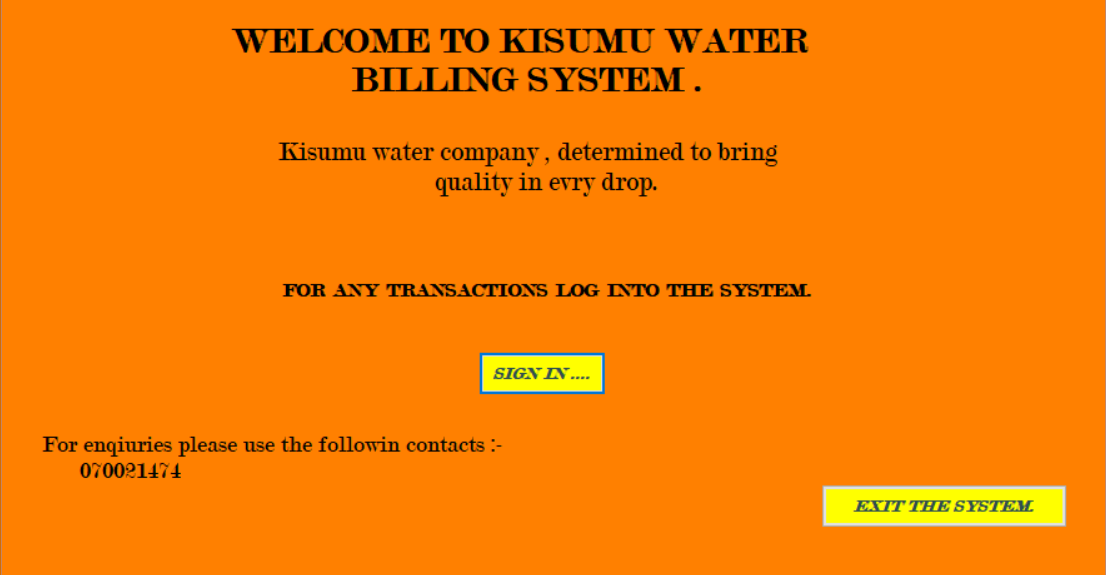 WELCOME TO KISUMU WATER
BILLING SYSTEM .
Kisumu water company , determined to bring
quality in evry drop.
FOR ANY TRANSACTIONS LOG INTO THE SYSTEM.
SIGN IN ....
For enqiuries please use the followin contacts :-
070021474
EXIT THE SYSTEM.